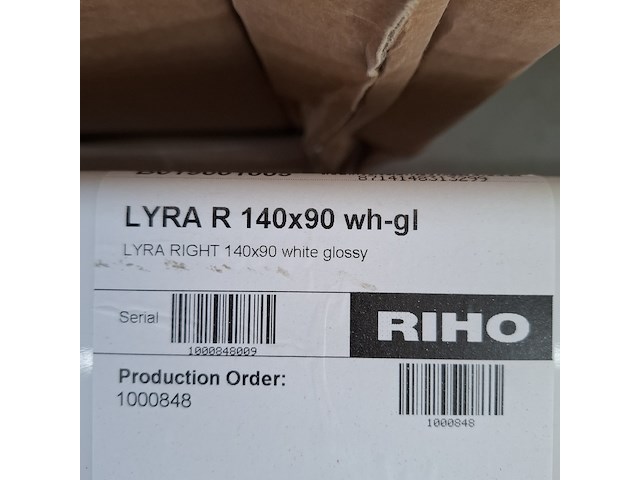 8714148313299
LYRA R 140x90 wh-gl
LYRA RIGHT 140x90 white glossy
Serial
1000848009
RIHO
Production Order:
1000848
1000848